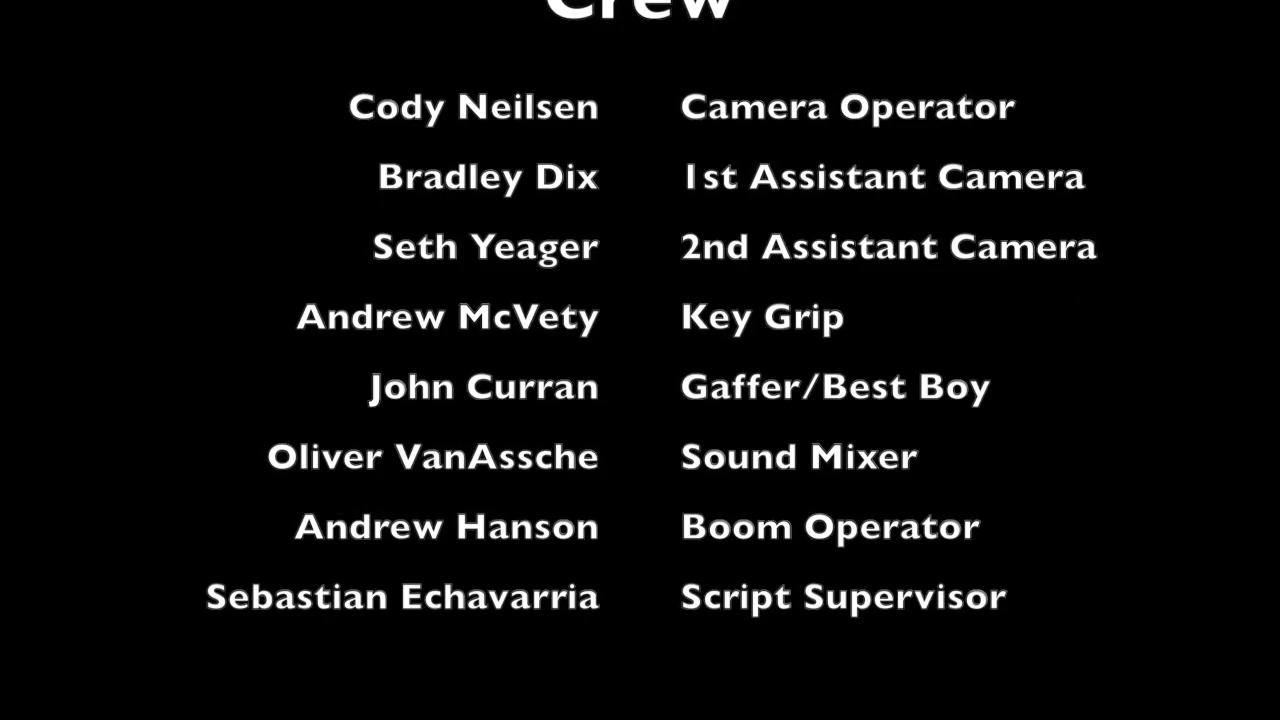 Crew
Cody Neilsen Camera Operator
Bradley Dix 1st Assistant Camera
Seth Yeager 2nd Assistant Camera
Andrew McVety Key Grip
John Curran Gaffer/Best Boy
Oliver VanAssche Sound Mixer
Andrew Hanson Boom Operator
Sebastian Echavarria Script Supervisor